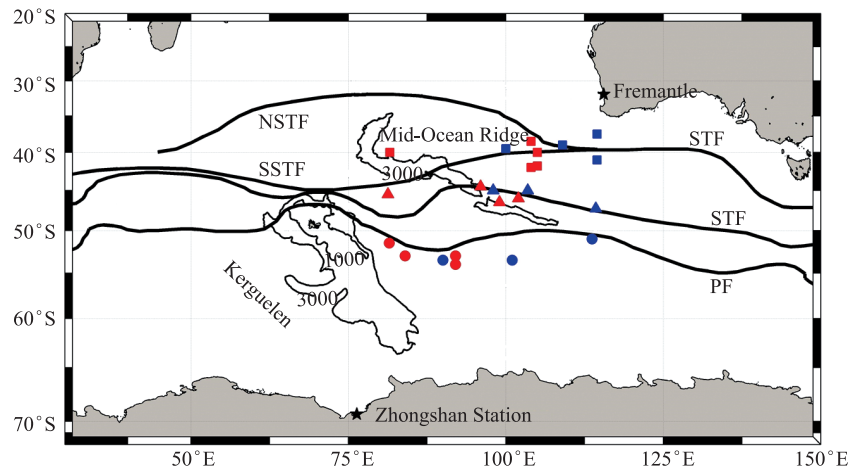 20°S
30°S
40°S
50°S
60°S
70°S
Fremantle
NSTF
Mid-Ocean Ridge
STF
SSTF
3000
STF
1000
Kerguelen
3000
PF
Zhongshan Station
50°E
75°E
100°E
125°E
150°E